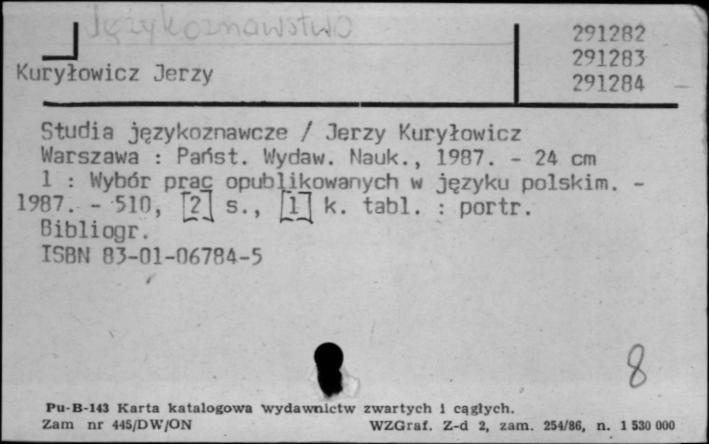 Językoznawstwo
291282
291283
291284
Kuryłowicz Jerzy
Studia językoznawcze / Jerzy Kuryłowicz
Warszawa : Państ. Wydaw. Nauk., 1987. - 24 cm
1 : Wybór prac opublikowanych w języku polskim. -
1987. - 510, [2] s., [1] k. tabl. : portr.
Bibliogr.
ISBN 83-01-06784-5
8
Pu-B-143 Karta katalogowa wydawnictw zwartych i ciągłych.
Zam nr 445/DW/ON WZGraf. Z-d 2, zam. 254/86, n. 1 530 000